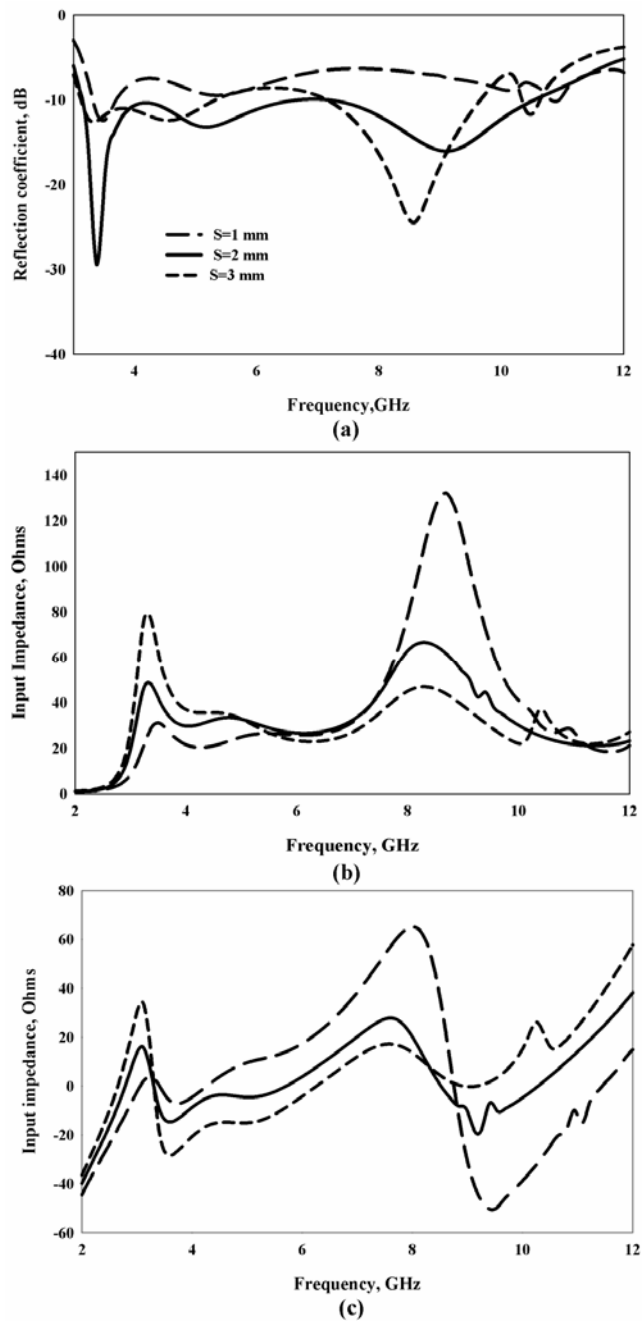 0
-10
-20
-30
-40
Reflection coefficient, dB
S=1 mm
S=2 mm
S=3 mm
4 6 8 10 12
Frequency,GHz
(a)
140
120
100
80
60
40
20
0
Input Impedance, Ohms
2 4 6 8 10 12
Frequency, GHz
(b)
80
60
40
20
0
-20
-40
-60
Input impedance, Ohms
2 4 6 8 10 12
Frequency, GHz
(c)